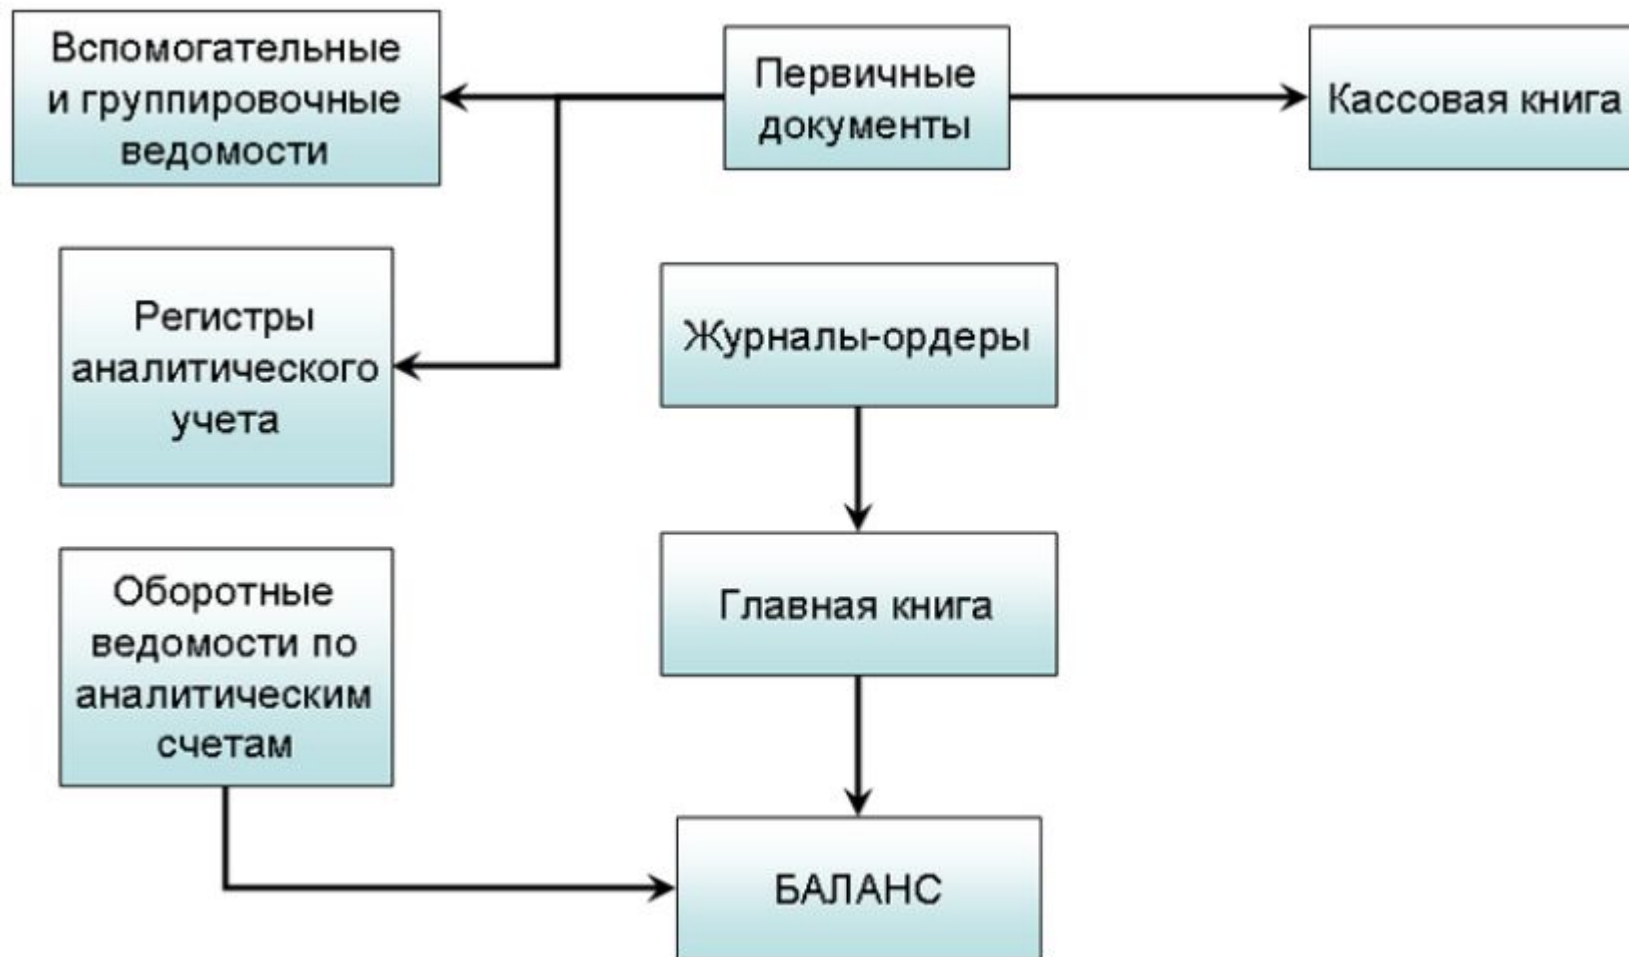 Вспомогательные
и группировочные
ведомости
Первичные
документы
Кассовая книга
Регистры
аналитического
учета
Журналы-ордеры
Оборотные
ведомости по
аналитическим
счетам
Главная книга
БАЛАНС